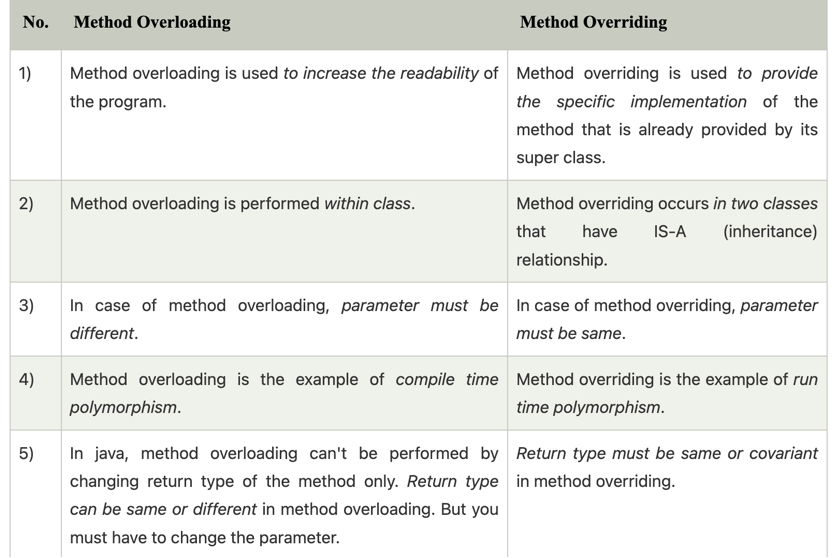 No. Method Overloading Method Overriding
1) Method overloading is used to increase the readability of
the program.
Method overriding is used to provide
the specific implementation of the
method that is already provided by its
super class.
2) Method overloading is performed within class.
Method overriding occurs in two classes
that have IS-A (inheritance)
relationship.
3) In case of method overloading, parameter must be
different.
In case of method overriding, parameter
must be same.
4) Method overloading is the example of compile time
polymorphism.
Method overriding is the example of run
time polymorphism.
5) In java, method overloading can't be performed by
changing return type of the method only. Return type
can be same or different in method overloading. But you
must have to change the parameter.
Return type must be same or covariant
in method overriding.